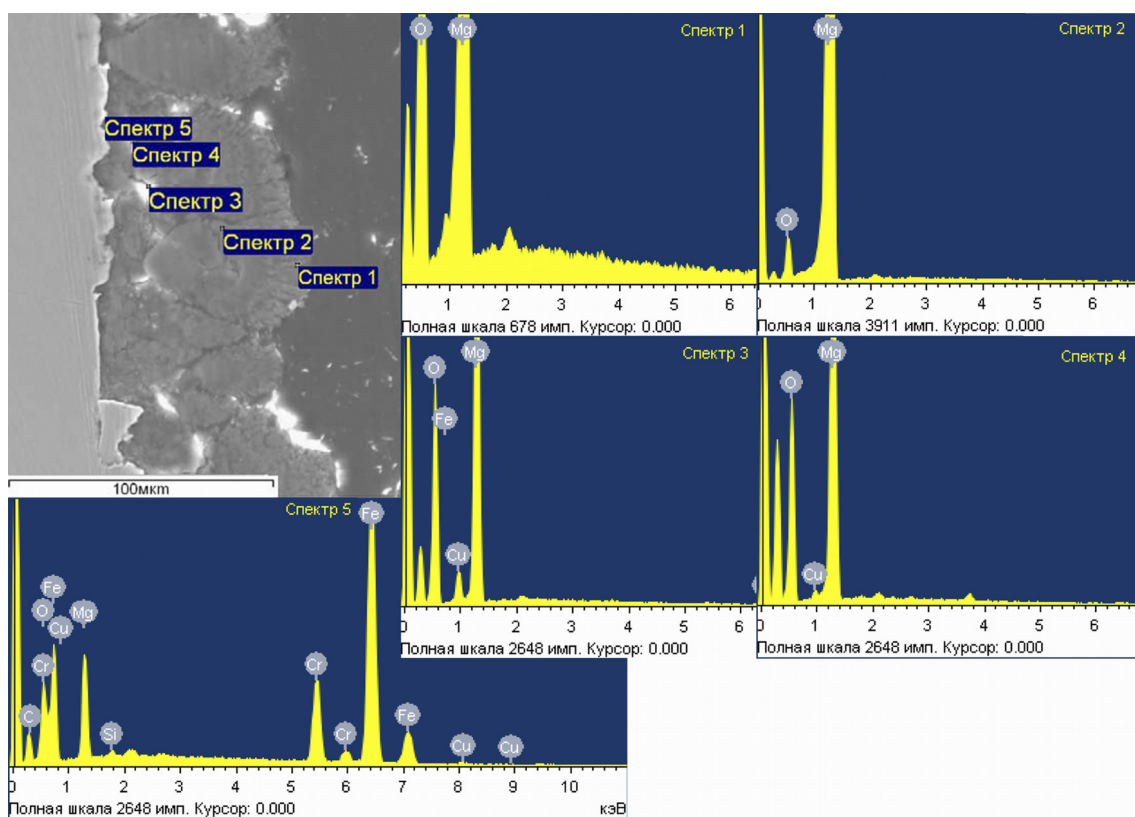 Спектр 5
Спектр 4
Спектр 3
Спектр 2
Спектр 1
100мкм
O Mg Спектр 1
1 2 3 4 5 6
Полная шкала 678 имп. Курсор: 0.000
Mg Спектр 2
O
0 1 2 3 4 5 6
Полная шкала 3911 имп. Курсор: 0.000
O Mg Спектр 3
Fe
Cu
0 1 2 3 4 5 6
Полная шкала 2648 имп. Курсор: 0.000
O Mg Спектр 4
Cu
0 1 2 3 4 5 6
Полная шкала 2648 имп. Курсор: 0.000
Спектр 5 Fe
Fe
O Mg
Cu
Cr Cr
C Si Cr Fe Cu Cu
0 1 2 3 4 5 6 7 8 9 10
Полная шкала 2648 имп. Курсор: 0.000 кэВ